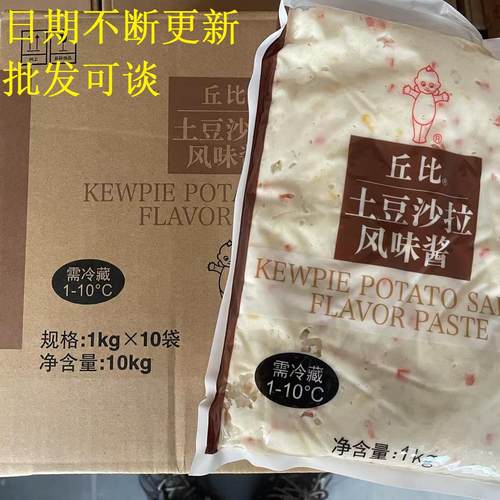 日期不断更新
批发可谈
丘比
土豆沙拉
风味酱
KEWPIE POTATO
FLAVOR
需冷藏
1-10°C
规格:1kg×10袋
净含量:10kg
®
丘比®
土豆沙拉
风味酱
KEWPIE POTATO SA
FLAVOR PASTE
需冷藏
1-10°C
净含量:1kg